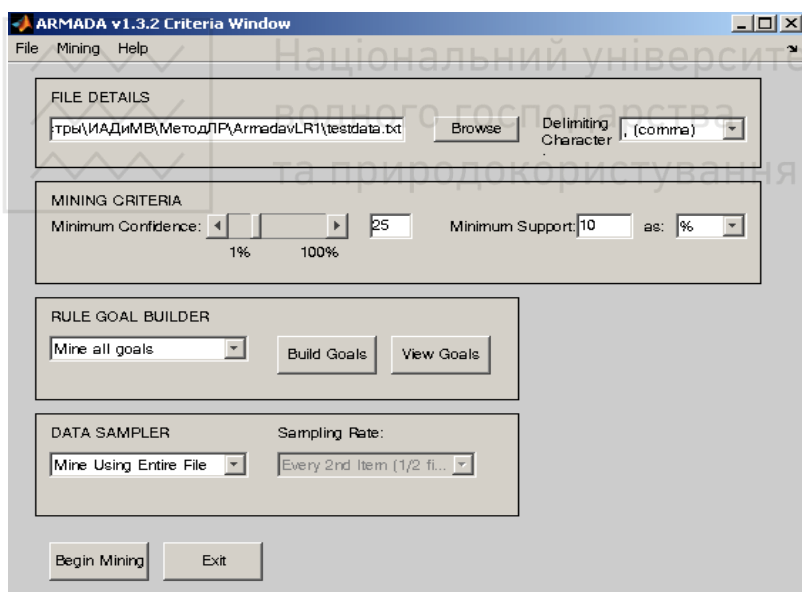 ARMADA v1.3.2 Criteria Window
File Mining Help
Національний університе
водного господарства
та природокористування
FILE DETAILS
тры\ИАДиМВ\МетодЛР\ArmadavLR1\testdata.txt
Browse
Delimiting
Character
:
, (comma)
MINING CRITERIA
Minimum Confidence:
25
Minimum Support:
10
as:
%
1%
100%
RULE GOAL BUILDER
Mine all goals
Build Goals
View Goals
DATA SAMPLER
Sampling Rate:
Mine Using Entire File
Every 2nd Item (1/2 fi...
Begin Mining
Exit